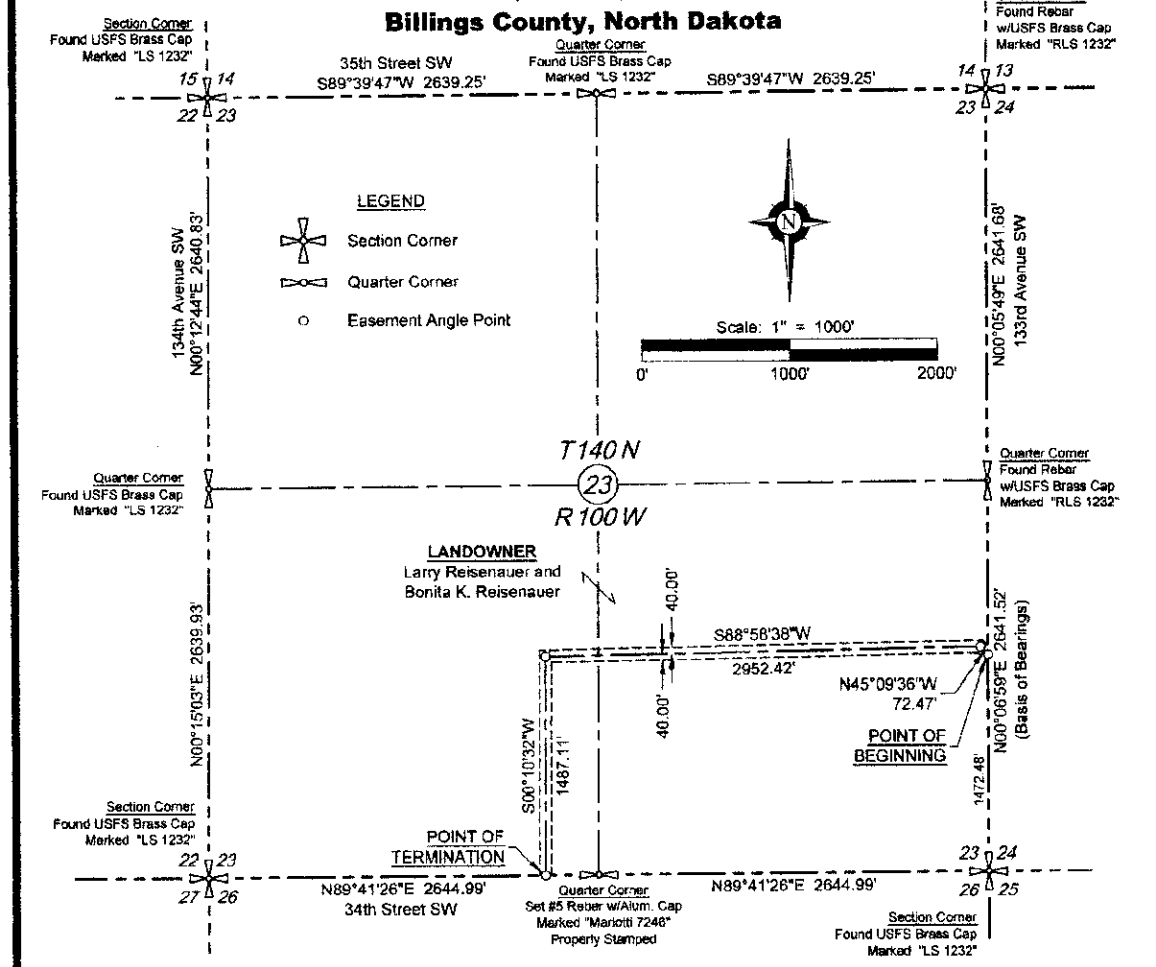 Billings County, North Dakota
Section Corner
Found USFS Brass Cap
Marked "LS 1232"
Quarter Corner
Found USFS Brass Cap
Marked "LS 1232"
Found Rebar
w/USFS Brass Cap
Marked "RLS 1232"
35th Street SW
S89°39'47"W 2639.25'
S89°39'47"W 2639.25'
15 14
22 23
14 13
23 24
LEGEND
Section Corner
Quarter Corner
Easement Angle Point
N
Scale: 1" = 1000'
0' 1000' 2000'
134th Avenue SW
N00°12'44"E 2640.83'
N00°05'49"E 2641.68'
133rd Avenue SW
Quarter Corner
Found USFS Brass Cap
Marked "LS 1232"
T140N
23
R100W
Quarter Corner
Found Rebar
w/USFS Brass Cap
Marked "RLS 1232"
LANDOWNER
Larry Reisenauer and
Bonita K. Reisenauer
40.00'
40.00'
S88°58'38"W
2952.42'
N45°09'36"W
72.47'
POINT OF
BEGINNING
N00°06'59"E 2641.52'
(Basis of Bearings)
1472.48'
N00°15'03"E 2639.93'
S00°10'32"W
1487.11'
POINT OF
TERMINATION
Section Corner
Found USFS Brass Cap
Marked "LS 1232"
22 23
27 26
N89°41'26"E 2644.99'
34th Street SW
Quarter Corner
Set #5 Reber w/Alum. Cap
Marked "Mariotti 7246"
Properly Stamped
N89°41'26"E 2644.99'
23 24
26 25
Section Corner
Found USFS Brass Cap
Marked "LS 1232"